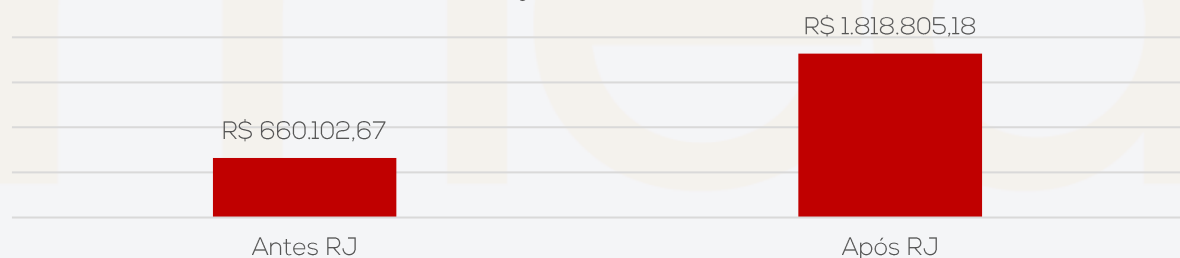 R$ 1.818.805,18
R$ 660.102,67
Antes RJ
Após RJ